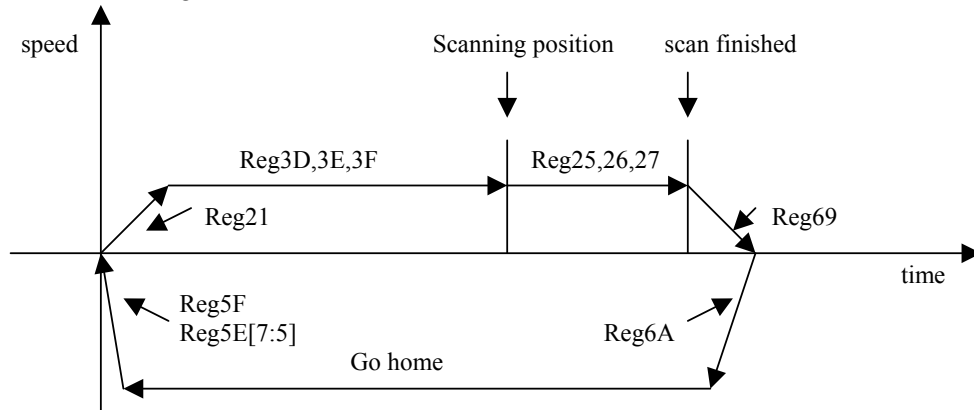 speed
Scanning position
scan finished
Reg3D,3E,3F
Reg25,26,27
Reg21
Reg69
time
Reg5F
Reg5E[7:5]
Reg6A
Go home